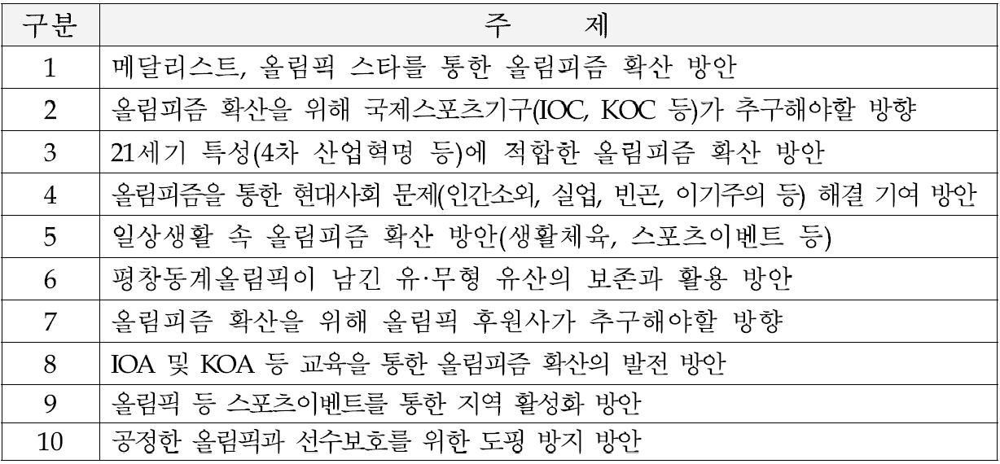 구분 주 제
1 메달리스트, 올림픽 스타를 통한 올림피즘 확산 방안
2 올림피즘 확산을 위해 국제스포츠기구(IOC, KOC 등)가 추구해야할 방향
3 21세기 특성(4차 산업혁명 등)에 적합한 올림피즘 확산 방안
4 올림피즘을 통한 현대사회 문제(인간소외, 실업, 빈곤, 이기주의 등) 해결 기여 방안
5 일상생활 속 올림피즘 확산 방안(생활체육, 스포츠이벤트 등)
6 평창동계올림픽이 남긴 유·무형 유산의 보존과 활용 방안
7 올림피즘 확산을 위해 올림픽 후원사가 추구해야할 방향
8 IOA 및 KOA 등 교육을 통한 올림피즘 확산의 발전 방안
9 올림픽 등 스포츠이벤트를 통한 지역 활성화 방안
10 공정한 올림픽과 선수보호를 위한 도핑 방지 방안